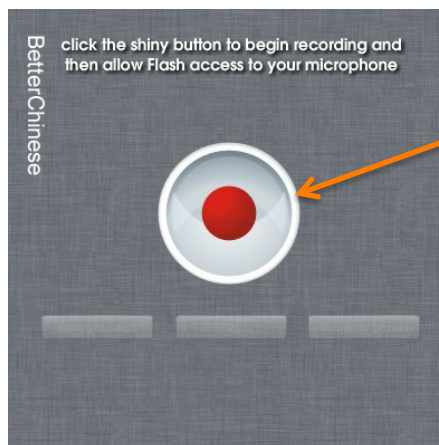 click the shiny button to begin recording and
then allow Flash access to your microphone
BetterChinese